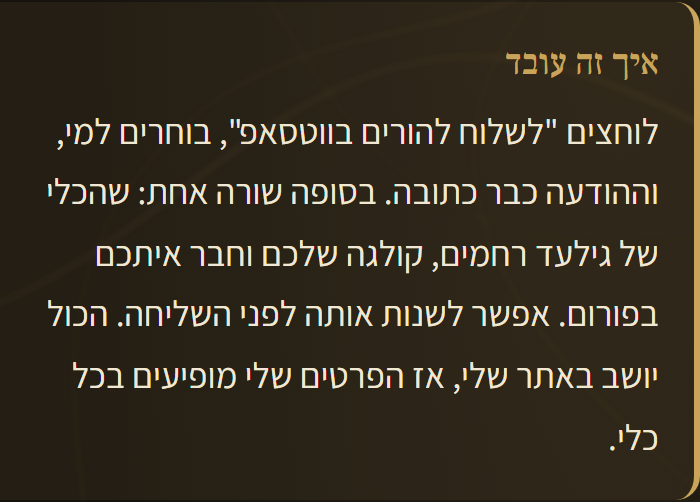 איך זה עובד
לוחצים "לשלוח להורים בווטסאפ", בוחרים למי,
וההודעה כבר כתובה. בסופה שורה אחת: שהכלי
של גילעד רחמים, קולגה שלכם וחבר איתכם
בפורום. אפשר לשנות אותה לפני השליחה. הכול
יושב באתר שלי, אז הפרטים שלי מופיעים בכל
כלי.